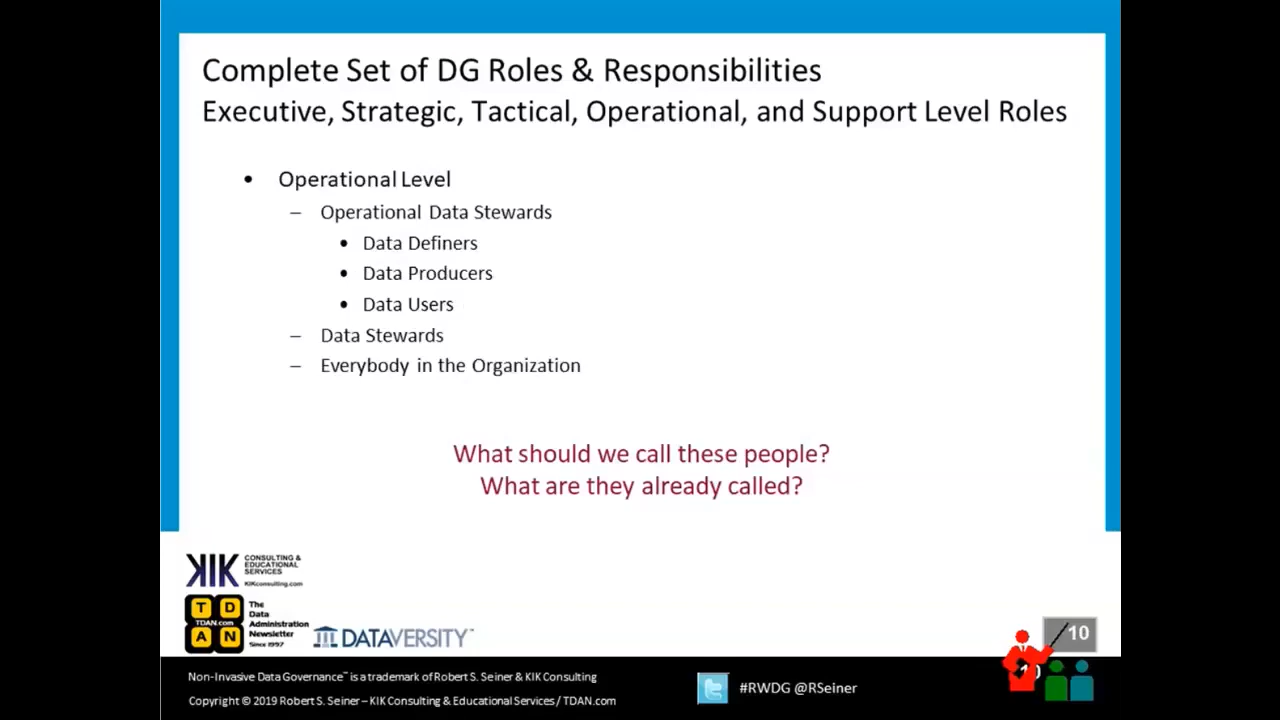 Complete Set of DG Roles & Responsibilities
Executive, Strategic, Tactical, Operational, and Support Level Roles
• Operational Level
– Operational Data Stewards
• Data Definers
• Data Producers
• Data Users
– Data Stewards
– Everybody in the Organization
What should we call these people?
What are they already called?
KIK CONSULTING &
EDUCATIONAL
SERVICES
KIKconsulting.com
TDAN.com
T D
A N
The
Data
Administration
Newsletter
Since 1997
DATAVERSITY™
10
Non-Invasive Data Governance™ is a trademark of Robert S. Seiner & KIK Consulting
Copyright © 2019 Robert S. Seiner – KIK Consulting & Educational Services / TDAN.com
#RWDG @RSeiner